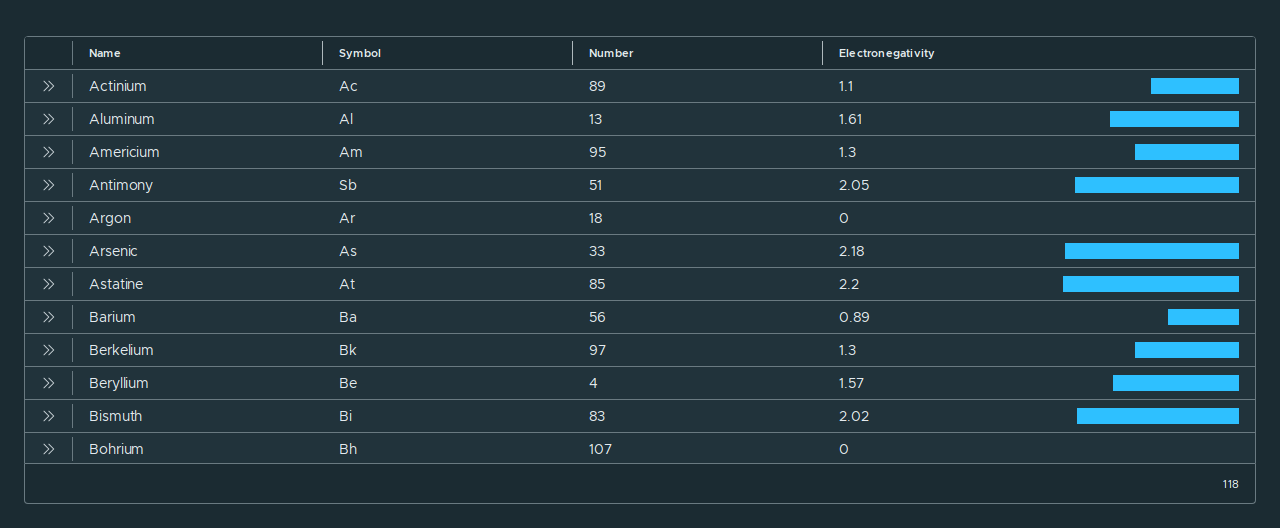 Name Symbol Number Electronegativity
Actinium Ac 89 1.1
Aluminum Al 13 1.61
Americium Am 95 1.3
Antimony Sb 51 2.05
Argon Ar 18 0
Arsenic As 33 2.18
Astatine At 85 2.2
Barium Ba 56 0.89
Berkelium Bk 97 1.3
Beryllium Be 4 1.57
Bismuth Bi 83 2.02
Bohrium Bh 107 0
118